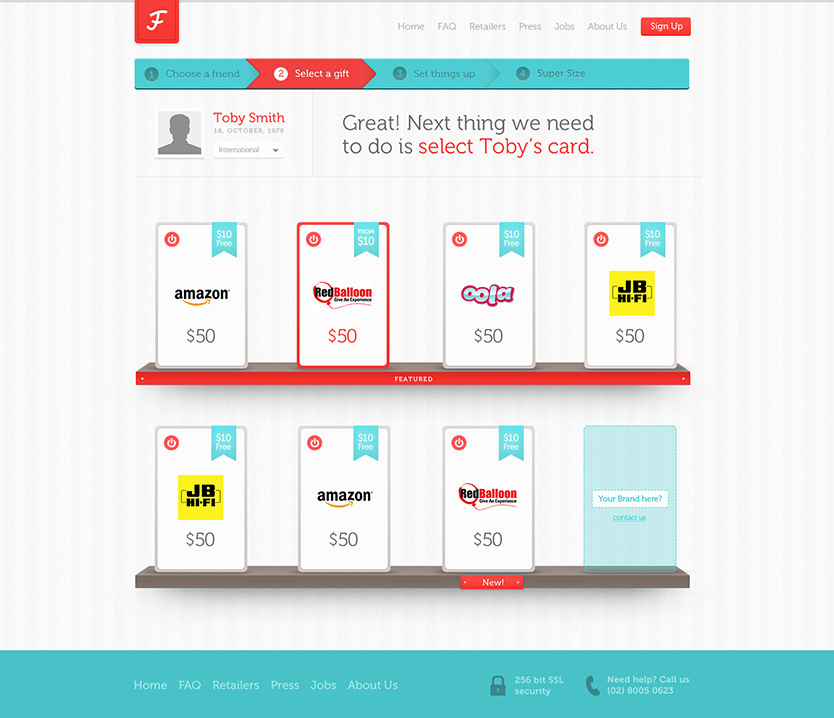 F
Home FAQ Retailers Press Jobs About Us Sign Up
1 Choose a friend 2 Select a gift 3 Set things up 4 Super Size
Toby Smith
18, OCTOBER, 1979
International
Great! Next thing we need
to do is select Toby's card.
$10 Free
amazon
$50
FROM $10
RedBalloon
Give An Experience
$50
$10 Free
oola
$50
$10 Free
JB
HI-FI
$50
FEATURED
$10 Free
JB
HI-FI
$50
$10 Free
amazon
$50
$10 Free
RedBalloon
Give An Experience
$50
Your Brand here?
contact us
New!
Home FAQ Retailers Press Jobs About Us
256 bit SSL
security
Need help? Call us
(02) 8005 0623